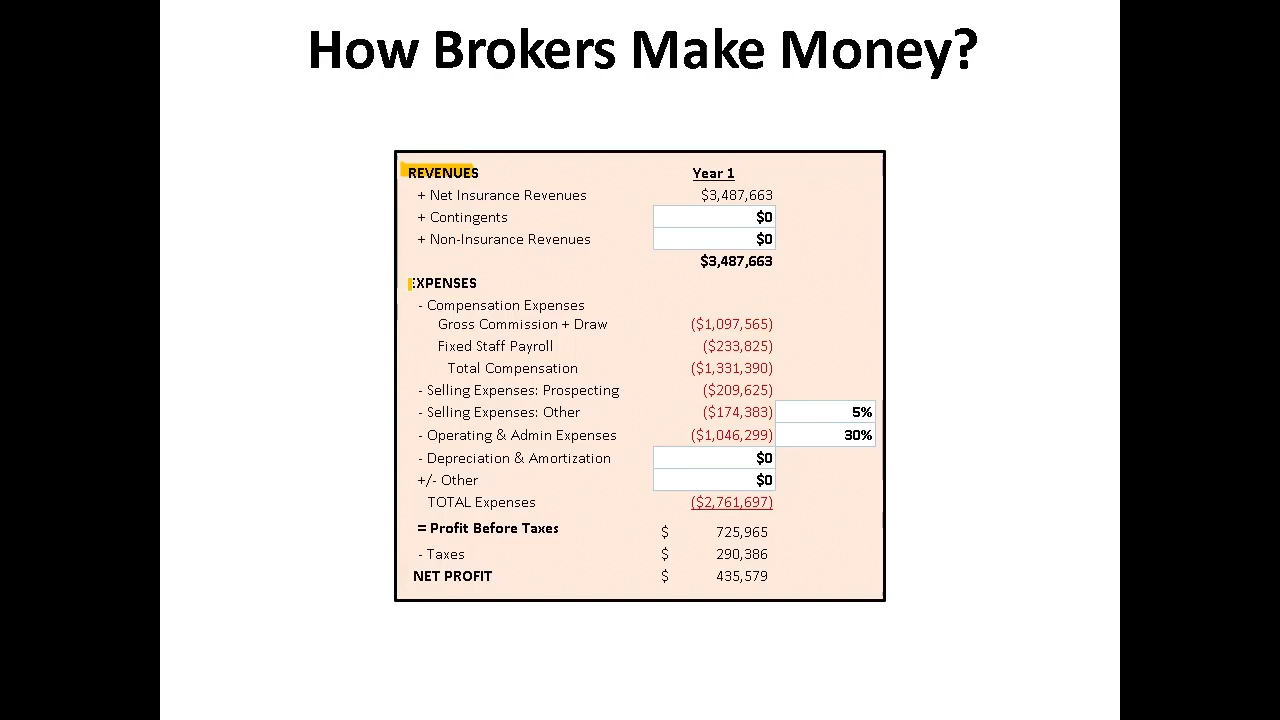 How Brokers Make Money?
REVENUES Year 1
+ Net Insurance Revenues $3,487,663
+ Contingents $0
+ Non-Insurance Revenues $0
$3,487,663
EXPENSES
- Compensation Expenses
Gross Commission + Draw ($1,097,565)
Fixed Staff Payroll ($233,825)
Total Compensation ($1,331,390)
- Selling Expenses: Prospecting ($209,625)
- Selling Expenses: Other ($174,383) 5%
- Operating & Admin Expenses ($1,046,299) 30%
- Depreciation & Amortization $0
+/- Other $0
TOTAL Expenses ($2,761,697)
= Profit Before Taxes $ 725,965
- Taxes $ 290,386
NET PROFIT $ 435,579